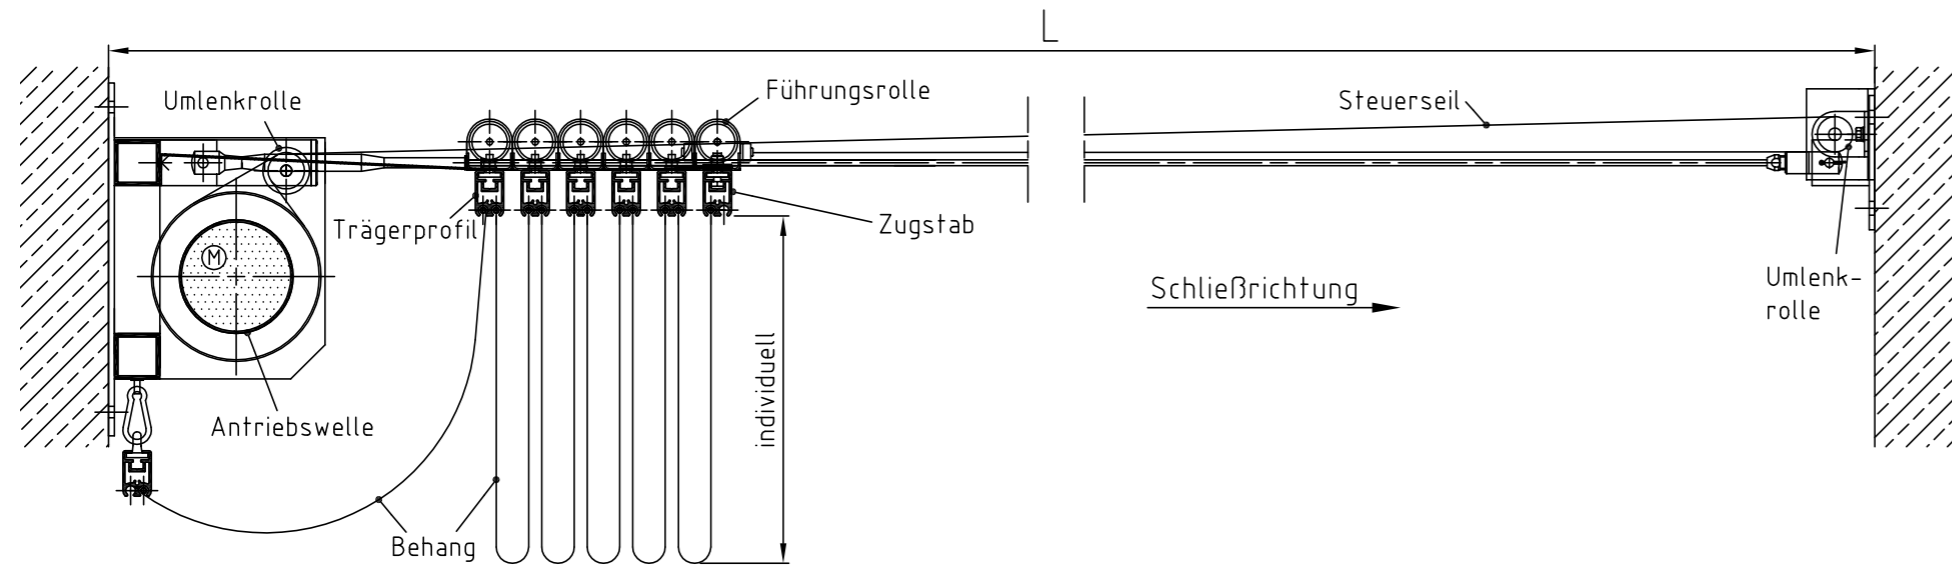 L
Umlenkrolle
Führungsrolle
Steuerseil
Trägerprofil
Zugstab
M
Schließrichtung
Umlenk-
rolle
individuell
Antriebswelle
Behang